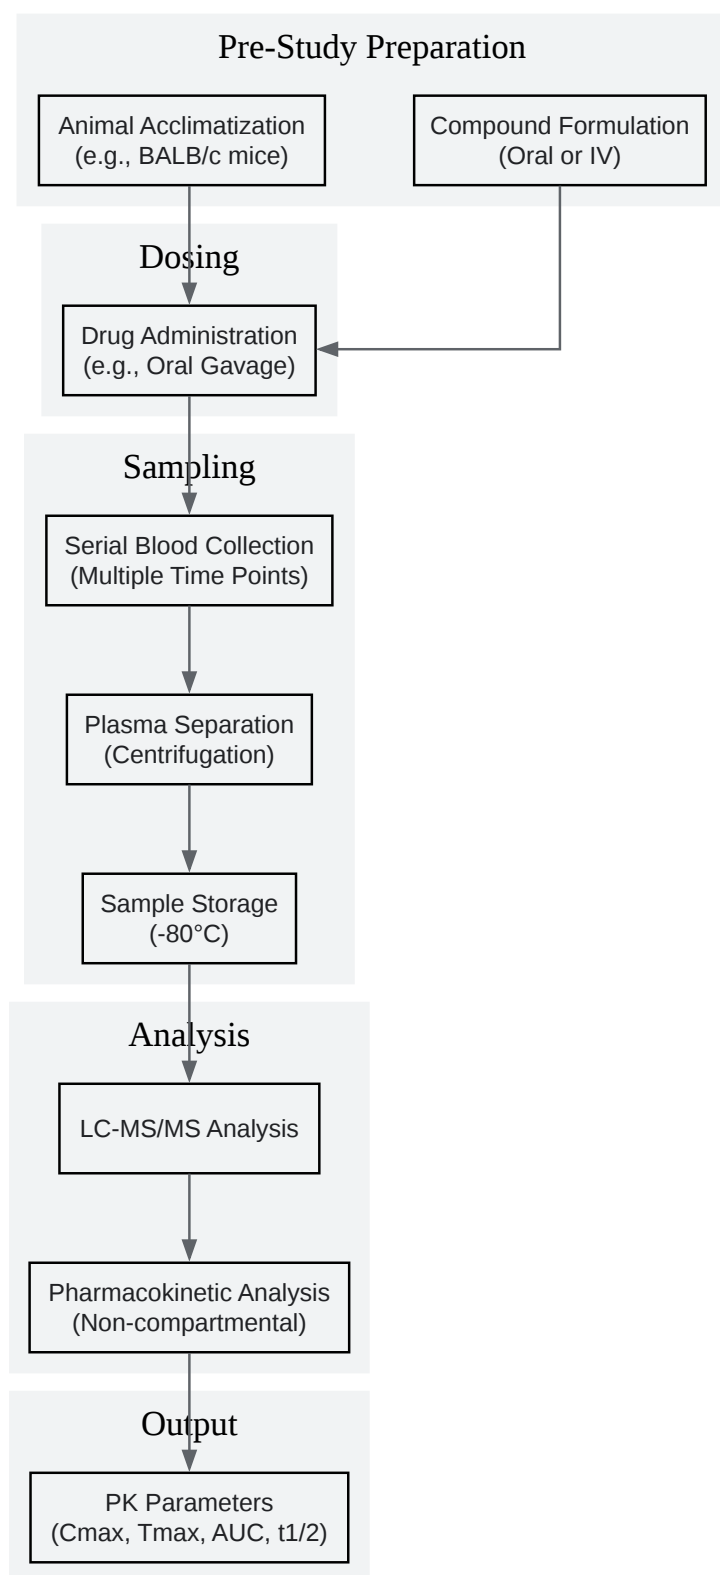 Pre-Study Preparation
Animal Acclimatization
(e.g., BALB/c mice)
Compound Formulation
(Oral or IV)
Dosing
Drug Administration
(e.g., Oral Gavage)
Sampling
Serial Blood Collection
(Multiple Time Points)
Plasma Separation
(Centrifugation)
Sample Storage
(-80°C)
Analysis
LC-MS/MS Analysis
Pharmacokinetic Analysis
(Non-compartmental)
Output
PK Parameters
(Cmax, Tmax, AUC, t1/2)